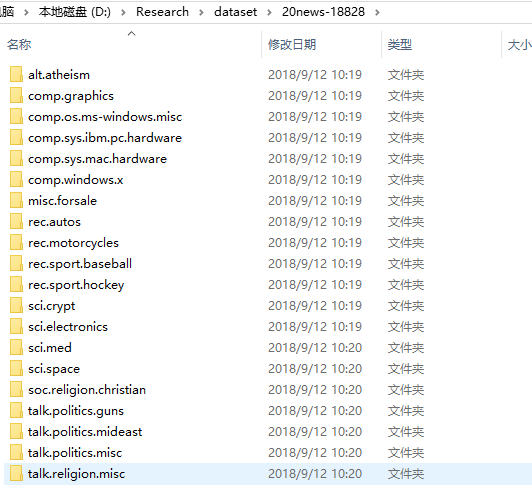 电脑 > 本地磁盘 (D:) > Research > dataset > 20news-18828 >
名称 修改日期 类型 大小
alt.atheism 2018/9/12 10:19 文件夹
comp.graphics 2018/9/12 10:19 文件夹
comp.os.ms-windows.misc 2018/9/12 10:19 文件夹
comp.sys.ibm.pc.hardware 2018/9/12 10:19 文件夹
comp.sys.mac.hardware 2018/9/12 10:19 文件夹
comp.windows.x 2018/9/12 10:19 文件夹
misc.forsale 2018/9/12 10:19 文件夹
rec.autos 2018/9/12 10:19 文件夹
rec.motorcycles 2018/9/12 10:19 文件夹
rec.sport.baseball 2018/9/12 10:19 文件夹
rec.sport.hockey 2018/9/12 10:19 文件夹
sci.crypt 2018/9/12 10:19 文件夹
sci.electronics 2018/9/12 10:19 文件夹
sci.med 2018/9/12 10:20 文件夹
sci.space 2018/9/12 10:20 文件夹
soc.religion.christian 2018/9/12 10:20 文件夹
talk.politics.guns 2018/9/12 10:20 文件夹
talk.politics.mideast 2018/9/12 10:20 文件夹
talk.politics.misc 2018/9/12 10:20 文件夹
talk.religion.misc 2018/9/12 10:20 文件夹